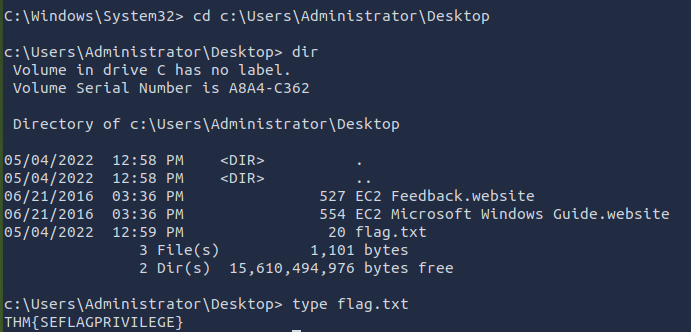 C:\Windows\System32> cd c:\Users\Administrator\Desktop
c:\Users\Administrator\Desktop> dir
 Volume in drive C has no label.
 Volume Serial Number is A8A4-C362
 Directory of c:\Users\Administrator\Desktop
05/04/2022  12:58 PM    <DIR>          .
05/04/2022  12:58 PM    <DIR>          ..
06/21/2016  03:36 PM               527 EC2 Feedback.website
06/21/2016  03:36 PM               554 EC2 Microsoft Windows Guide.website
05/04/2022  12:59 PM                20 flag.txt
               3 File(s)          1,101 bytes
               2 Dir(s)  15,610,494,976 bytes free
c:\Users\Administrator\Desktop> type flag.txt
THM{SEFLAGPRIVILEGE}